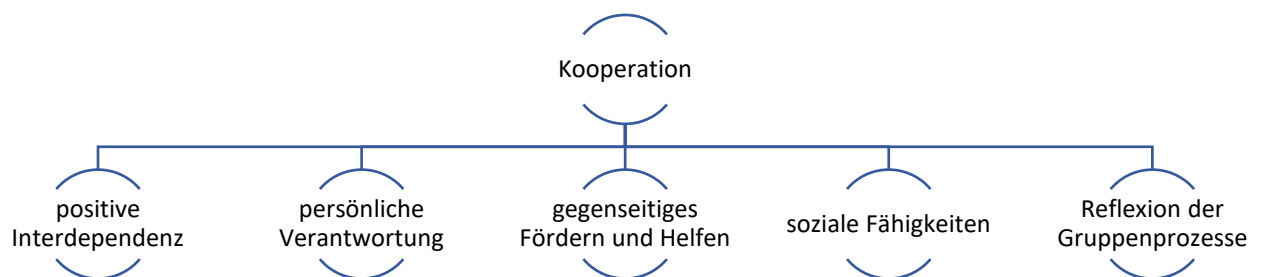 Kooperation
positive
Interdependenz
persönliche
Verantwortung
gegenseitiges
Fördern und Helfen
soziale Fähigkeiten
Reflexion der
Gruppenprozesse